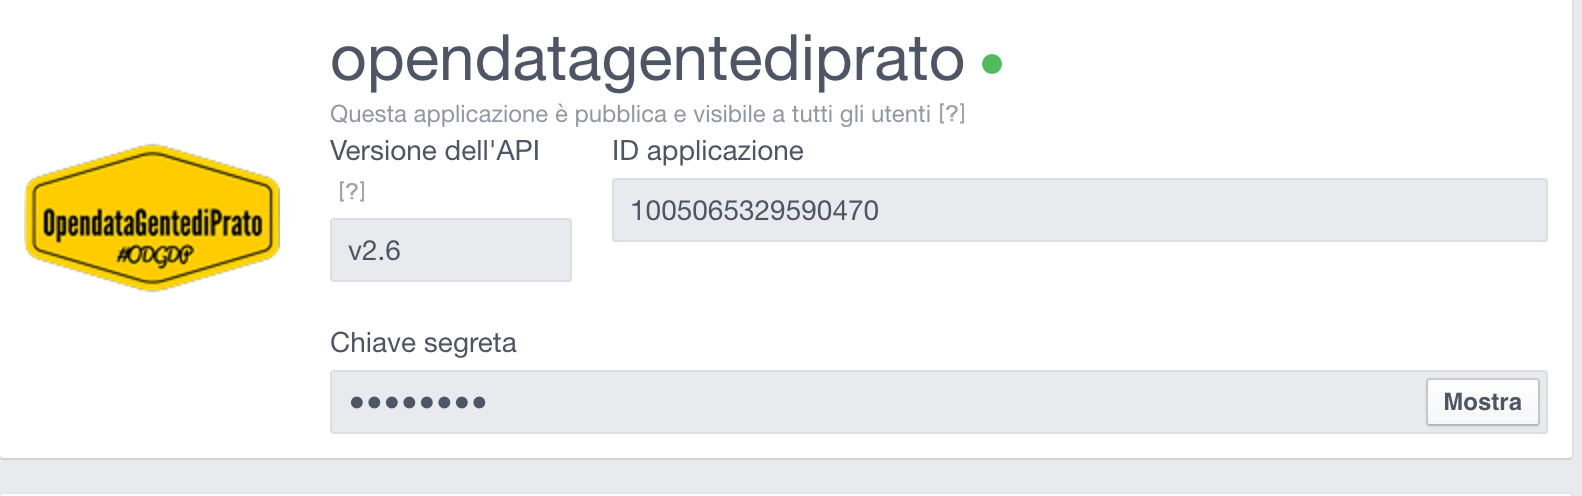 opendatagentediprato
Questa applicazione è pubblica e visibile a tutti gli utenti [?]
Versione dell'API
[?]
v2.6
ID applicazione
1005065329590470
OpendataGentediPrato
#ODGDP
Chiave segreta
••••••••
Mostra